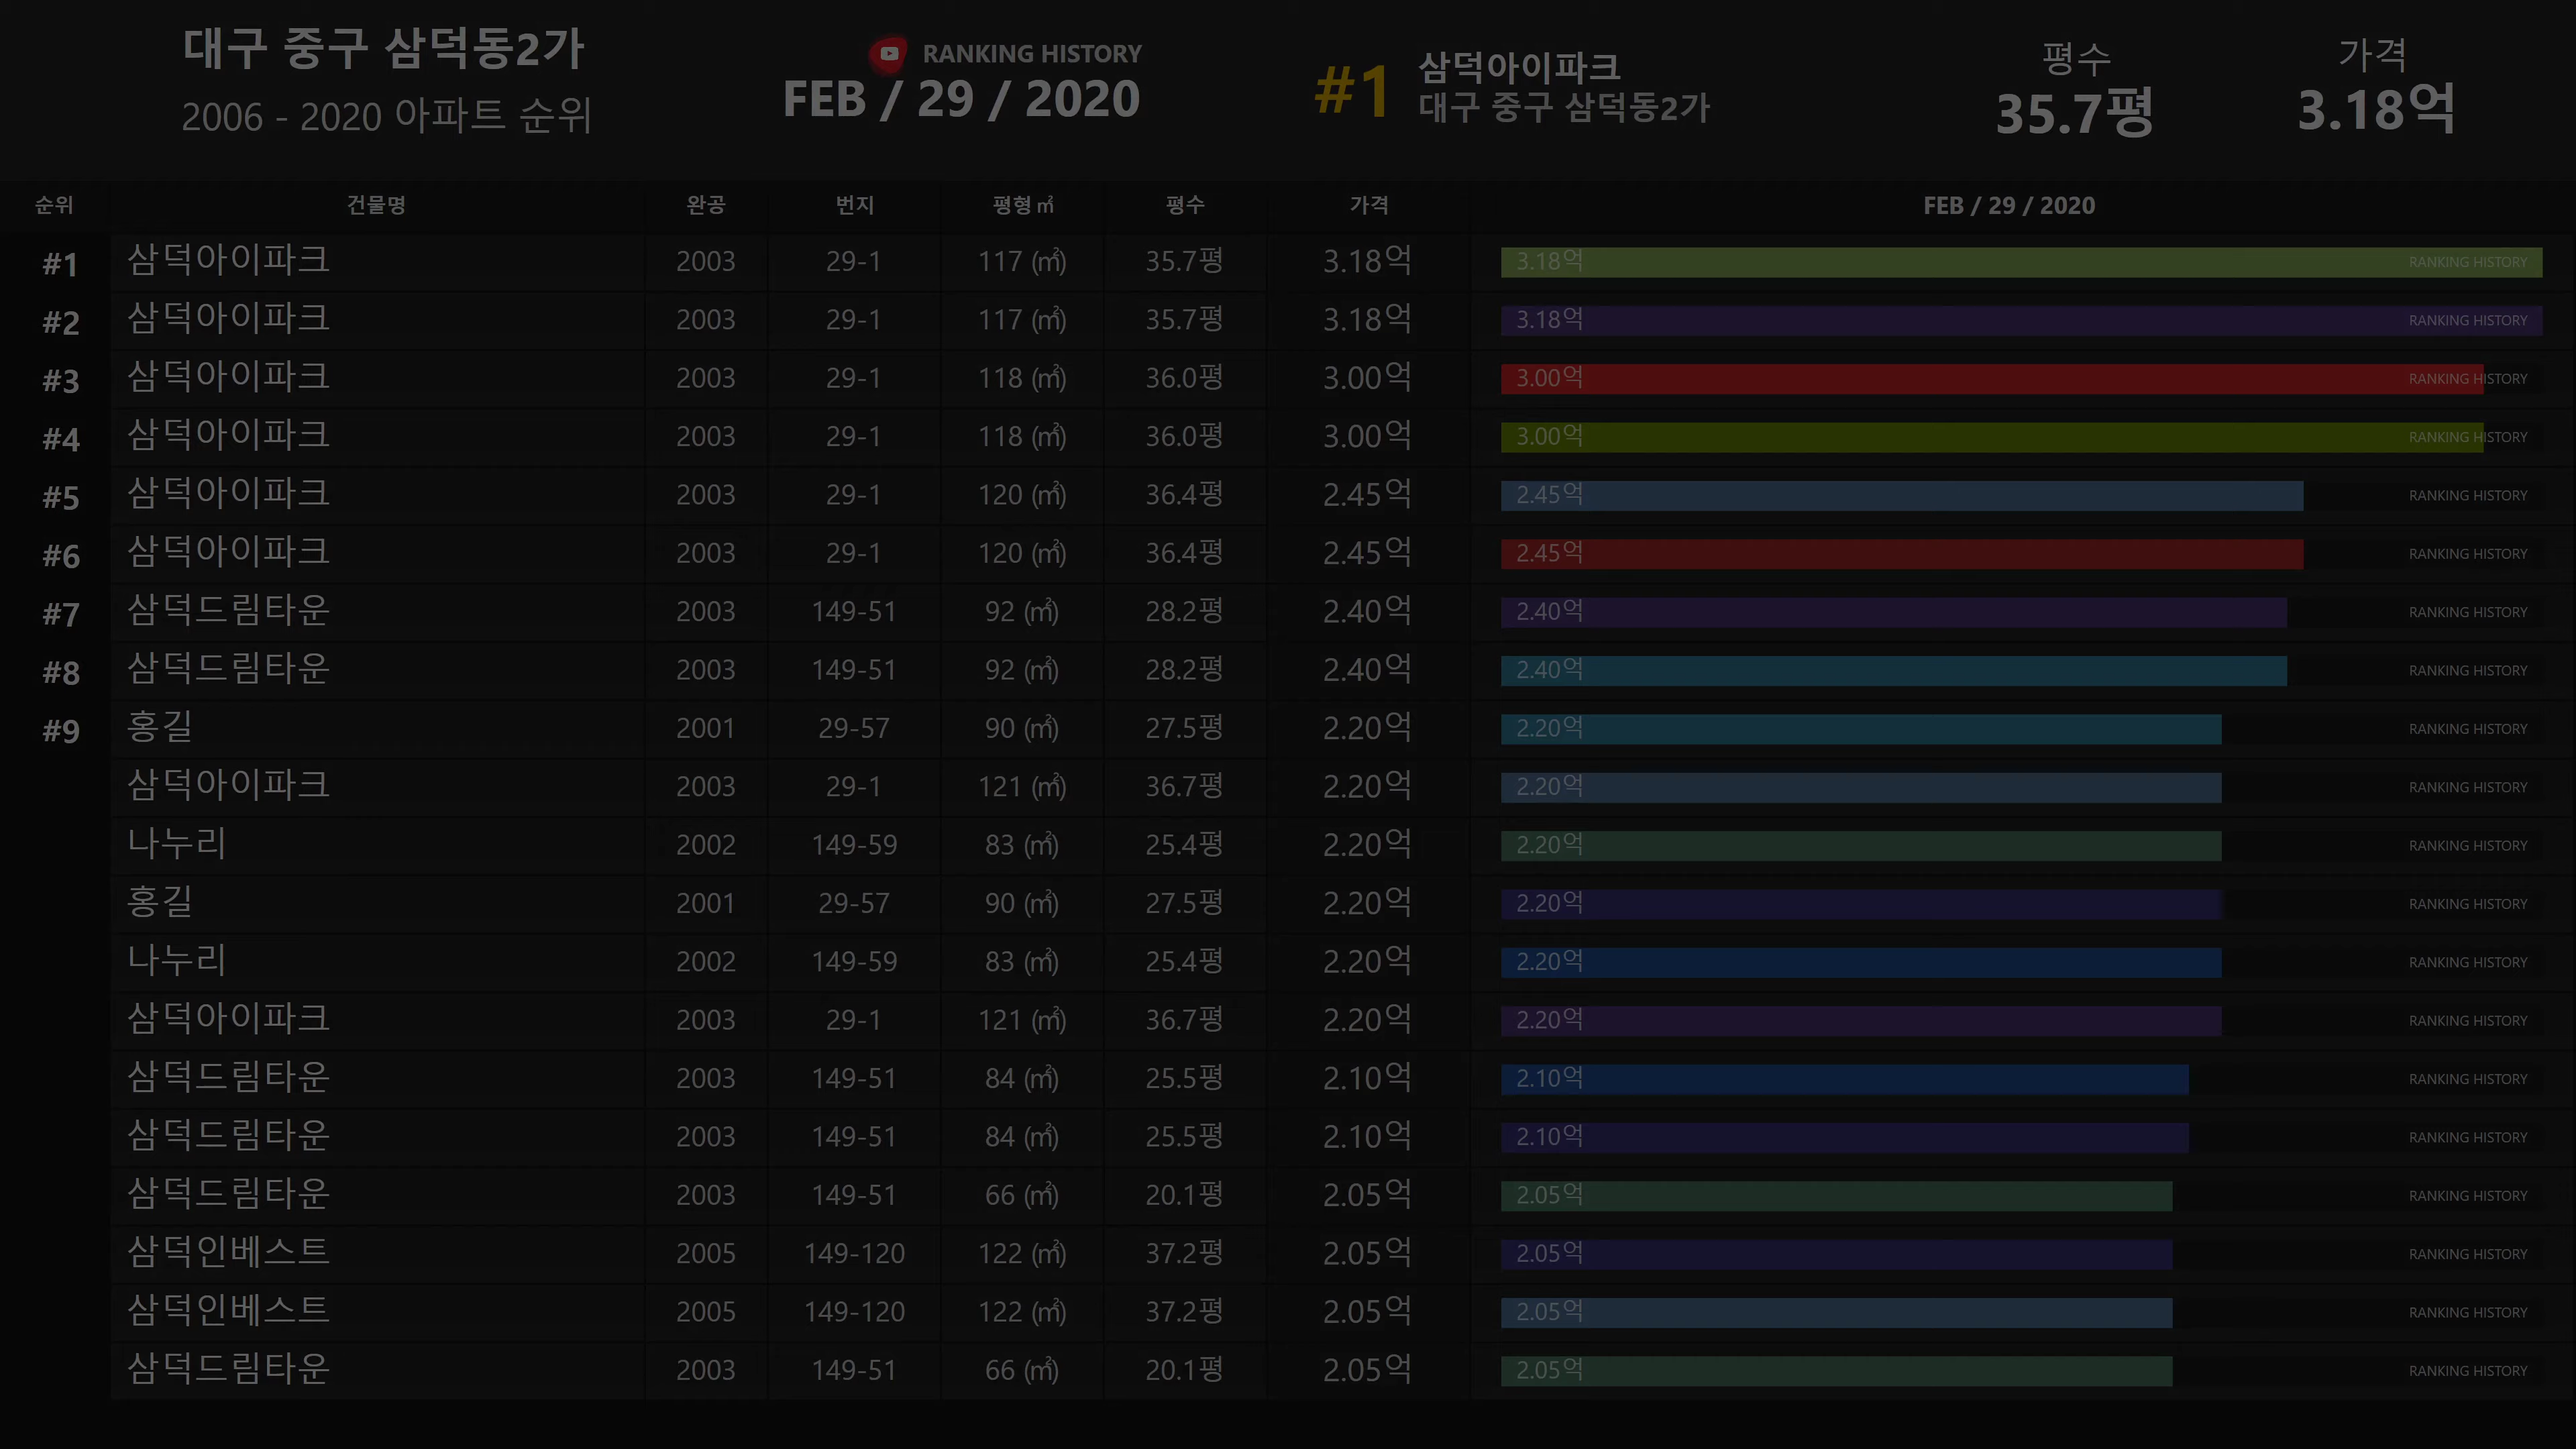 대구 중구 삼덕동2가
2006 - 2020 아파트 순위
RANKING HISTORY
FEB / 29 / 2020
#1 삼덕아이파크
대구 중구 삼덕동2가
평수
35.7평
가격
3.18억
순위 건물명 완공 번지 평형㎡ 평수 가격 FEB / 29 / 2020
#1 삼덕아이파크 2003 29-1 117 (㎡) 35.7평 3.18억 3.18억 RANKING HISTORY
#2 삼덕아이파크 2003 29-1 117 (㎡) 35.7평 3.18억 3.18억 RANKING HISTORY
#3 삼덕아이파크 2003 29-1 118 (㎡) 36.0평 3.00억 3.00억 RANKING HISTORY
#4 삼덕아이파크 2003 29-1 118 (㎡) 36.0평 3.00억 3.00억 RANKING HISTORY
#5 삼덕아이파크 2003 29-1 120 (㎡) 36.4평 2.45억 2.45억 RANKING HISTORY
#6 삼덕아이파크 2003 29-1 120 (㎡) 36.4평 2.45억 2.45억 RANKING HISTORY
#7 삼덕드림타운 2003 149-51 92 (㎡) 28.2평 2.40억 2.40억 RANKING HISTORY
#8 삼덕드림타운 2003 149-51 92 (㎡) 28.2평 2.40억 2.40억 RANKING HISTORY
#9 홍길 2001 29-57 90 (㎡) 27.5평 2.20억 2.20억 RANKING HISTORY
삼덕아이파크 2003 29-1 121 (㎡) 36.7평 2.20억 2.20억 RANKING HISTORY
나누리 2002 149-59 83 (㎡) 25.4평 2.20억 2.20억 RANKING HISTORY
홍길 2001 29-57 90 (㎡) 27.5평 2.20억 2.20억 RANKING HISTORY
나누리 2002 149-59 83 (㎡) 25.4평 2.20억 2.20억 RANKING HISTORY
삼덕아이파크 2003 29-1 121 (㎡) 36.7평 2.20억 2.20억 RANKING HISTORY
삼덕드림타운 2003 149-51 84 (㎡) 25.5평 2.10억 2.10억 RANKING HISTORY
삼덕드림타운 2003 149-51 84 (㎡) 25.5평 2.10억 2.10억 RANKING HISTORY
삼덕드림타운 2003 149-51 66 (㎡) 20.1평 2.05억 2.05억 RANKING HISTORY
삼덕인베스트 2005 149-120 122 (㎡) 37.2평 2.05억 2.05억 RANKING HISTORY
삼덕인베스트 2005 149-120 122 (㎡) 37.2평 2.05억 2.05억 RANKING HISTORY
삼덕드림타운 2003 149-51 66 (㎡) 20.1평 2.05억 2.05억 RANKING HISTORY